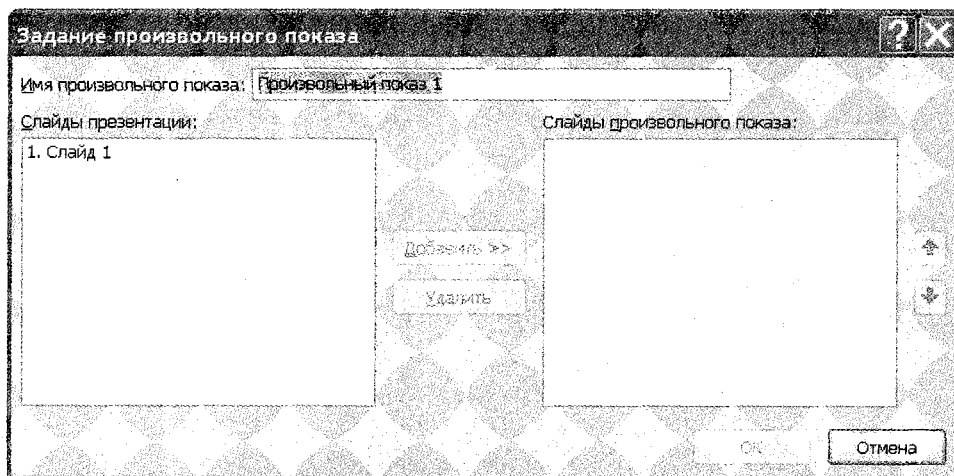 Задание произвольного показа
Имя произвольного показа: Произвольный показ 1
Слайды презентации:
Слайды произвольного показа:
1. Слайд 1
Добавить >>
Удалить
ОК
Отмена